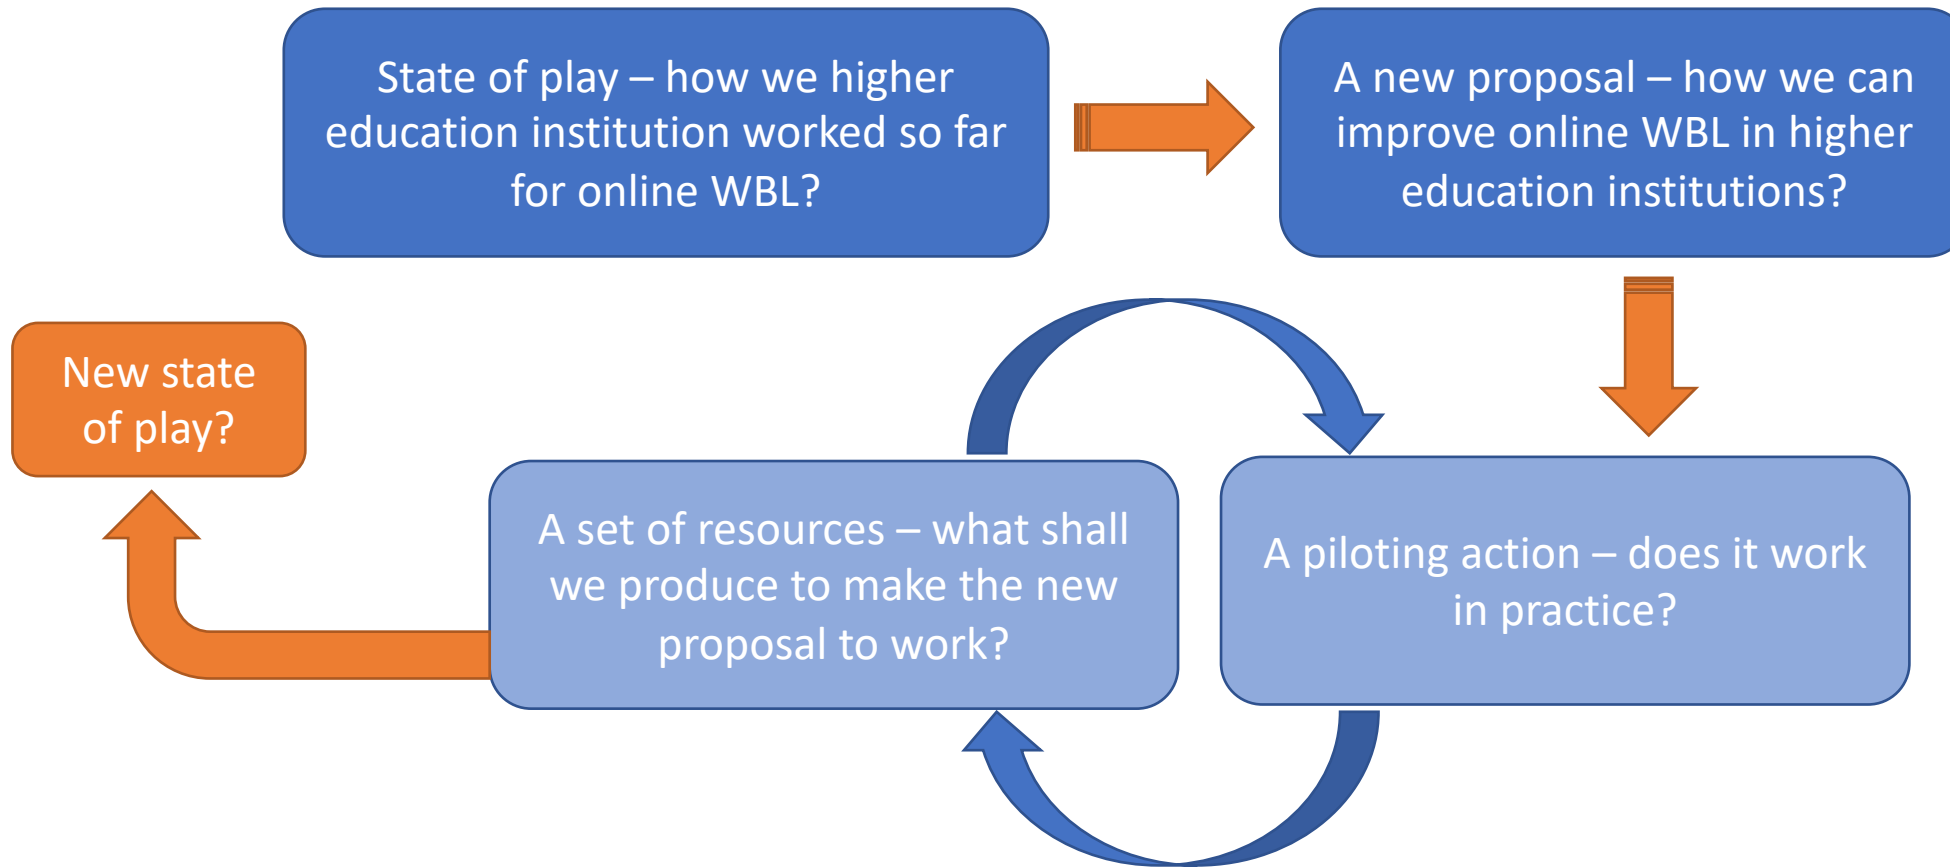 State of play – how we higher
education institution worked so far
for online WBL?
A new proposal – how we can
improve online WBL in higher
education institutions?
New state
of play?
A set of resources – what shall
we produce to make the new
proposal to work?
A piloting action – does it work
in practice?